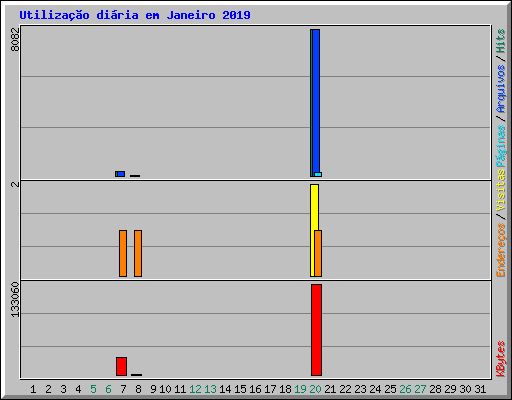 Utilização diária em Janeiro 2019
8082
2
133060
Endereços / Visitas Páginas / Arquivos / Hits
KBytes
1 2 3 4 5 6 7 8 9 10 11 12 13 14 15 16 17 18 19 20 21 22 23 24 25 26 27 28 29 30 31